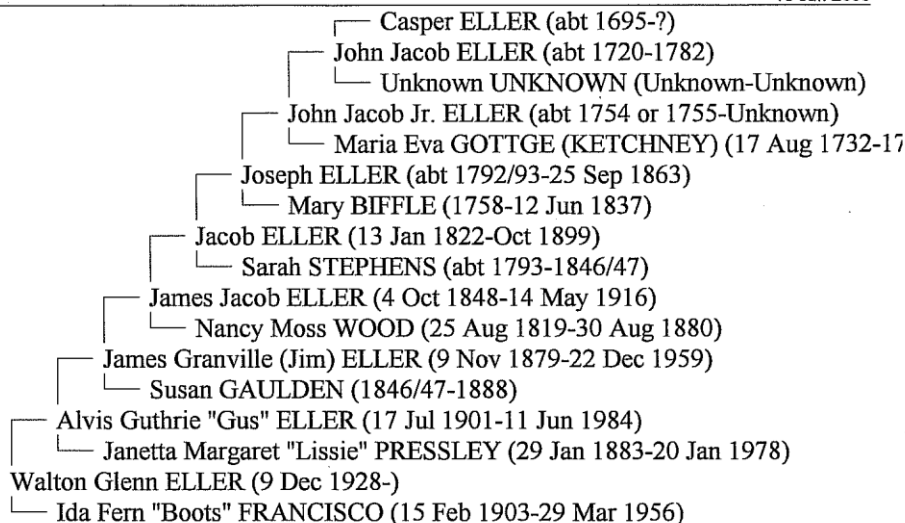 Casper ELLER (abt 1695-?)
John Jacob ELLER (abt 1720-1782)
Unknown UNKNOWN (Unknown-Unknown)
John Jacob Jr. ELLER (abt 1754 or 1755-Unknown)
Maria Eva GOTTGE (KETCHNEY) (17 Aug 1732-17
Joseph ELLER (abt 1792/93-25 Sep 1863)
Mary BIFFLE (1758-12 Jun 1837)
Jacob ELLER (13 Jan 1822-Oct 1899)
Sarah STEPHENS (abt 1793-1846/47)
James Jacob ELLER (4 Oct 1848-14 May 1916)
Nancy Moss WOOD (25 Aug 1819-30 Aug 1880)
James Granville (Jim) ELLER (9 Nov 1879-22 Dec 1959)
Susan GAULDEN (1846/47-1888)
Alvis Guthrie "Gus" ELLER (17 Jul 1901-11 Jun 1984)
Janetta Margaret "Lissie" PRESSLEY (29 Jan 1883-20 Jan 1978)
Walton Glenn ELLER (9 Dec 1928-)
Ida Fern "Boots" FRANCISCO (15 Feb 1903-29 Mar 1956)